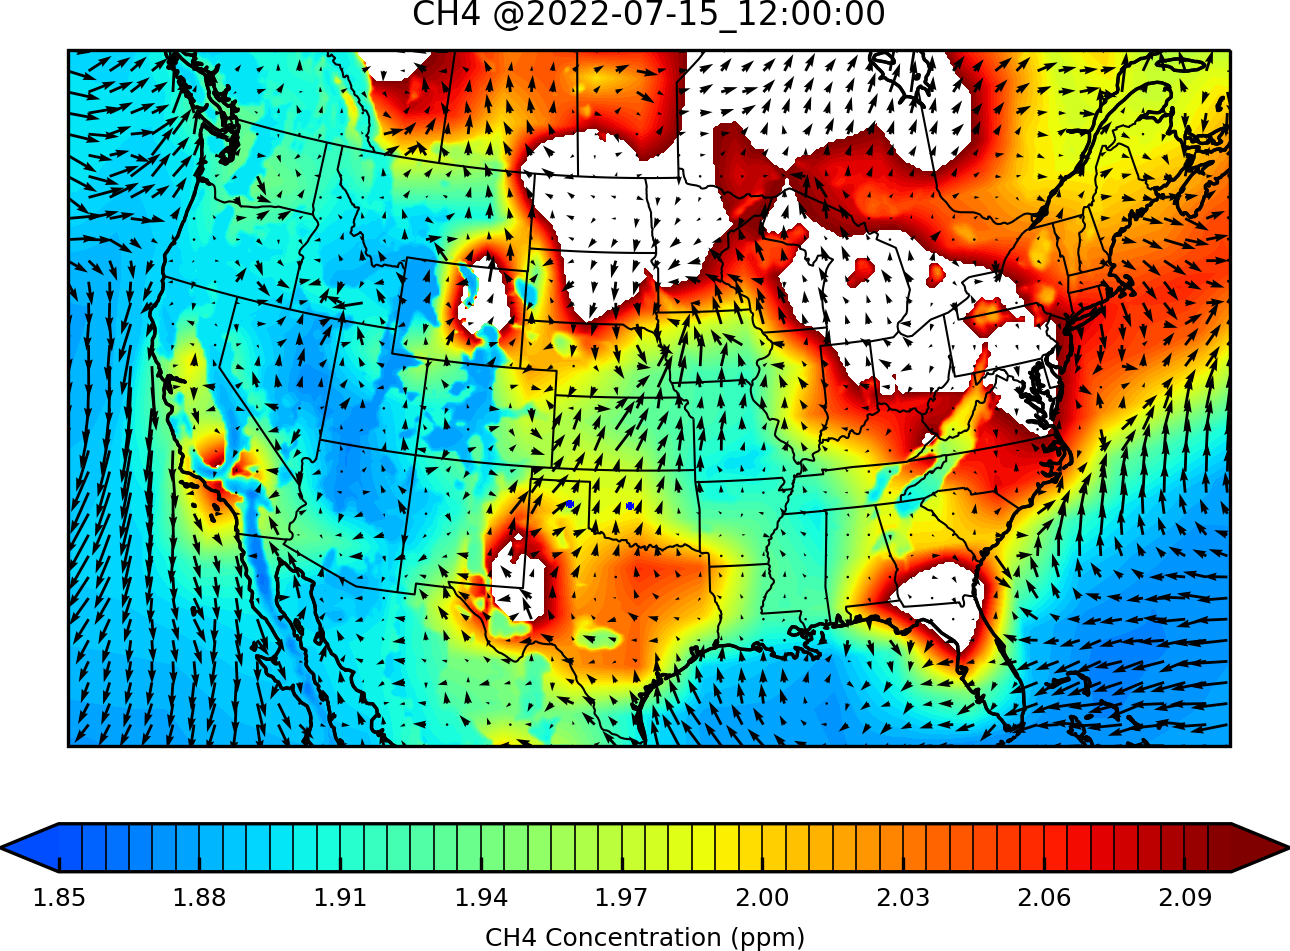 CH4 @2022-07-15_12:00:00
1.85 1.88 1.91 1.94 1.97 2.00 2.03 2.06 2.09
CH4 Concentration (ppm)